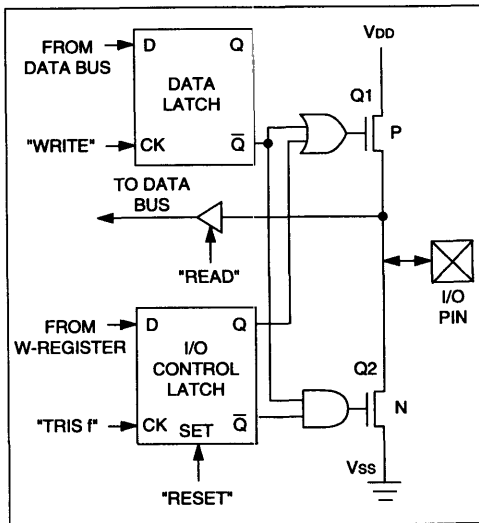 FROM
DATA BUS
D
Q
DATA
LATCH
"WRITE"
CK
Q̅
VDD
Q1
P
TO DATA
BUS
"READ"
I/O
PIN
FROM
W-REGISTER
D
Q
I/O
CONTROL
LATCH
"TRIS f"
CK
SET
Q̅
"RESET"
Q2
N
VSS